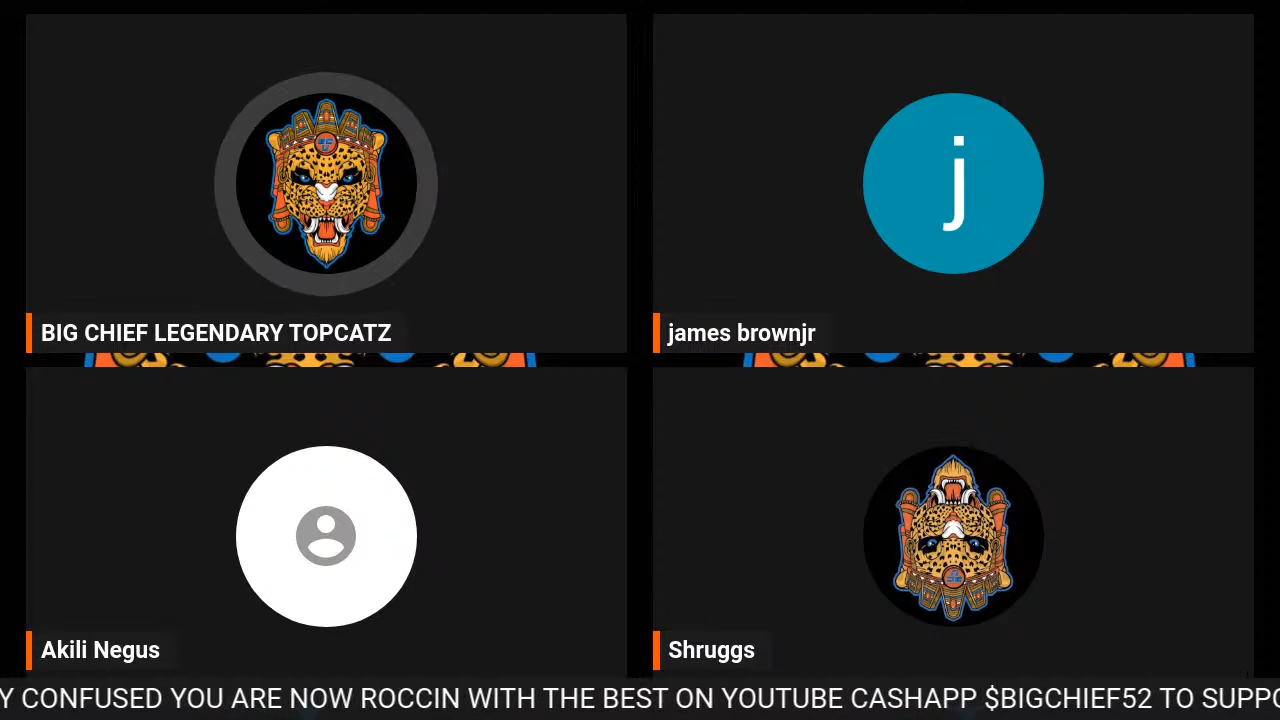 j
BIG CHIEF LEGENDARY TOPCATZ
james brownjr
Akili Negus
Shruggs
Y CONFUSED YOU ARE NOW ROCCIN WITH THE BEST ON YOUTUBE CASHAPP $BIGCHIEF52 TO SUPPO